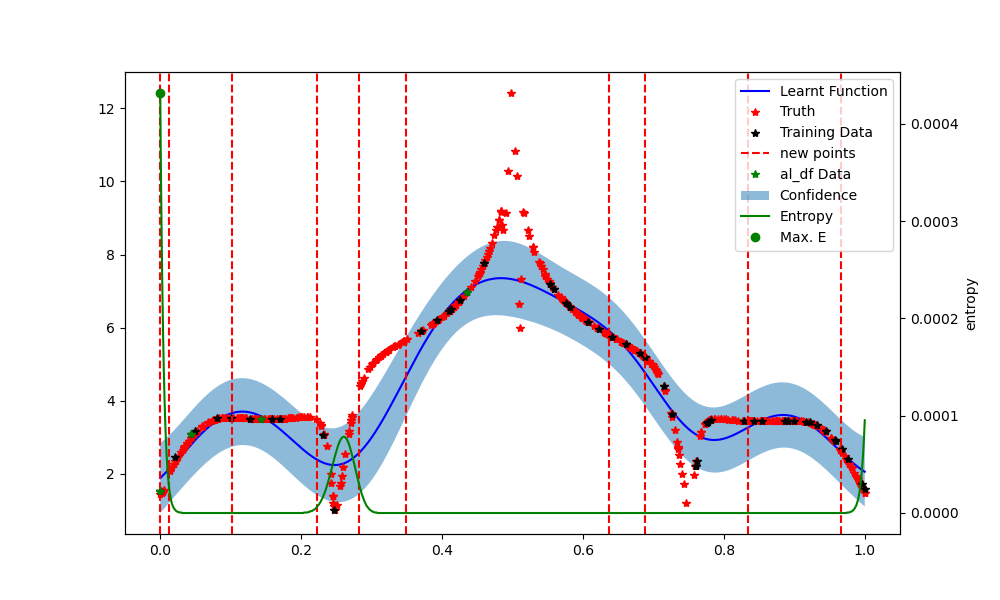 12
10
8
6
4
2
0.0
0.2
0.4
0.6
0.8
1.0
0.0004
0.0003
0.0002
0.0001
0.0000
entropy
Learnt Function
Truth
Training Data
new points
al_df Data
Confidence
Entropy
Max. E